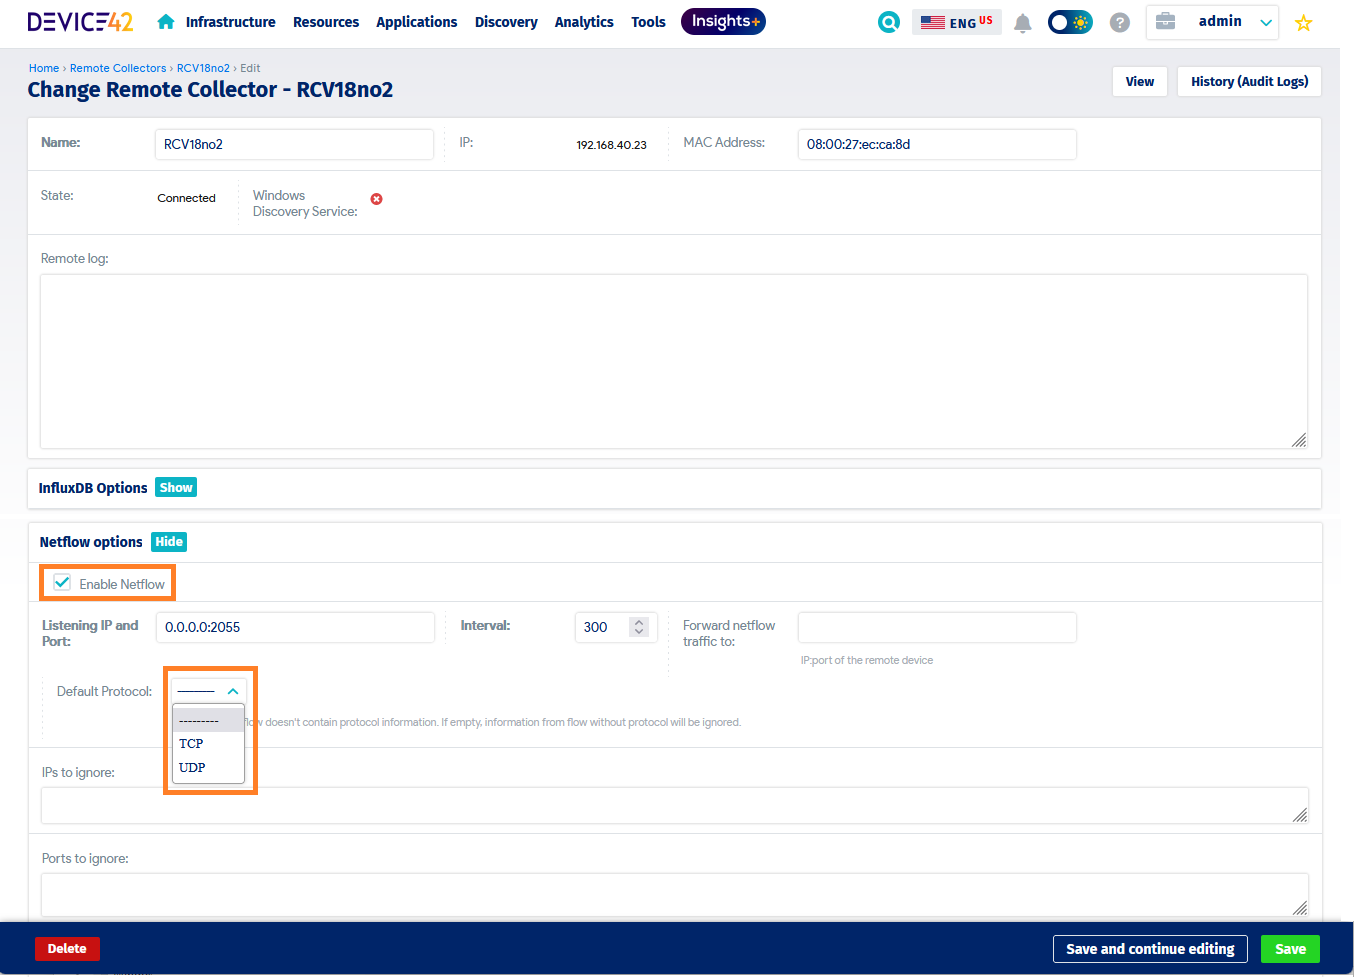 DEVICE42 Infrastructure Resources Applications Discovery Analytics Tools Insights+ ENG US ? admin
Home › Remote Collectors › RCV18no2 › Edit
Change Remote Collector - RCV18no2
View History (Audit Logs)
Name: RCV18no2 IP: 192.168.40.23 MAC Address: 08:00:27:ec:ca:8d
State: Connected Windows
Discovery Service:
Remote log:
InfluxDB Options Show
Netflow options Hide
Enable Netflow
Listening IP and
Port:
0.0.0.0:2055
Interval: 300
Forward netflow
traffic to:
IP:port of the remote device
Default Protocol: ---------
---------
TCP
UDP
flow doesn't contain protocol information. If empty, information from flow without protocol will be ignored.
IPs to ignore:
Ports to ignore:
Delete Save and continue editing Save